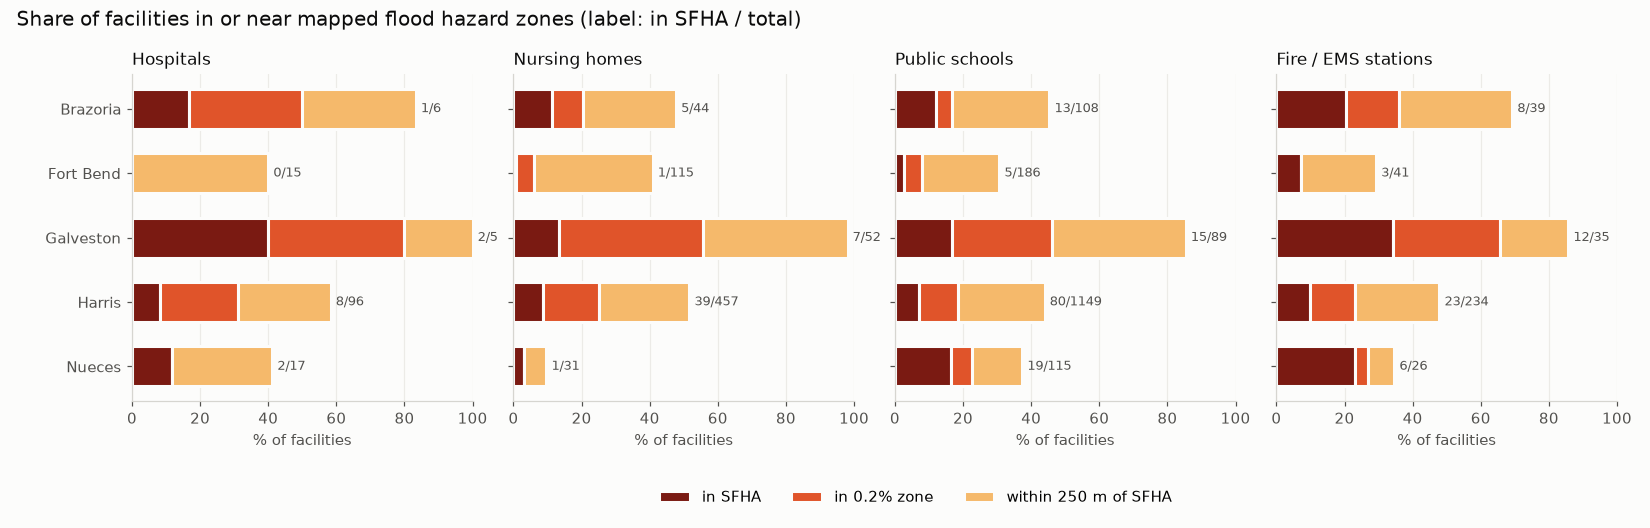 Share of facilities in or near mapped flood hazard zones (label: in SFHA / total)
Hospitals
Nursing homes
Public schools
Fire / EMS stations
Brazoria
1/6
5/44
13/108
8/39
Fort Bend
0/15
1/115
5/186
3/41
Galveston
2/5
7/52
15/89
12/35
Harris
8/96
39/457
80/1149
23/234
Nueces
2/17
1/31
19/115
6/26
0 20 40 60 80 100
0 20 40 60 80 100
0 20 40 60 80 100
0 20 40 60 80 100
% of facilities
% of facilities
% of facilities
% of facilities
in SFHA
in 0.2% zone
within 250 m of SFHA